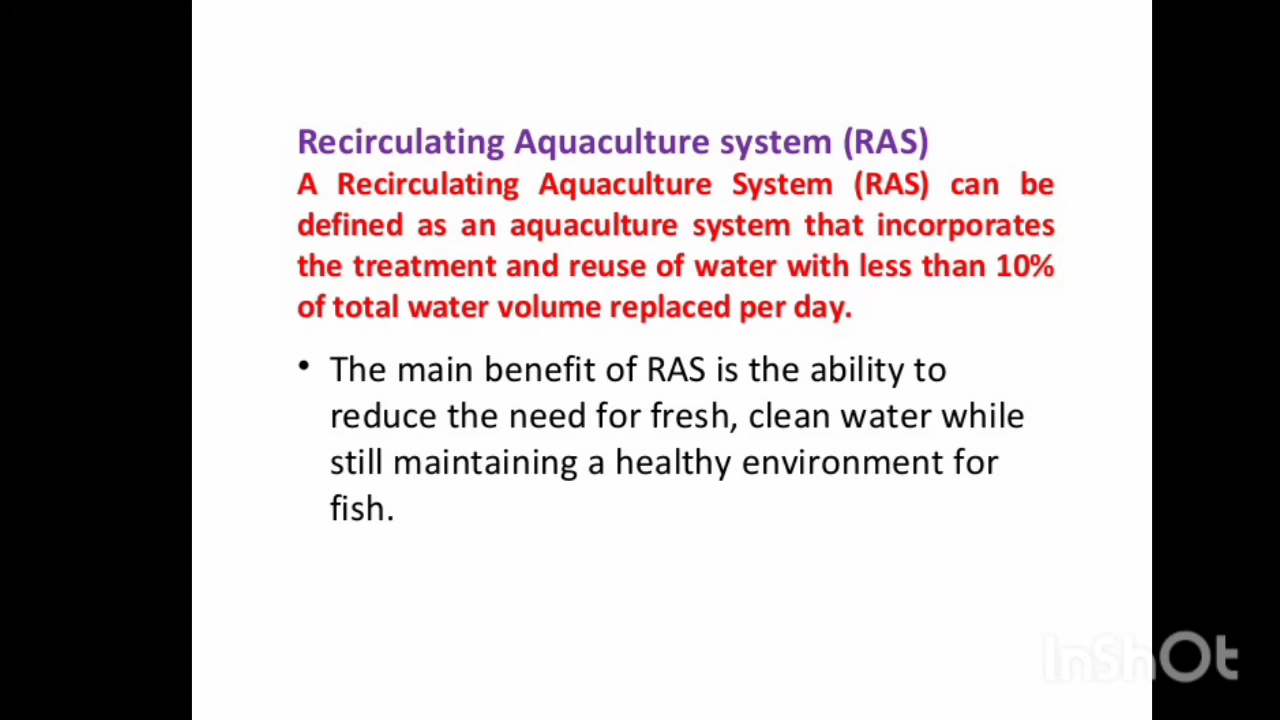 Recirculating Aquaculture system (RAS)
A Recirculating Aquaculture System (RAS) can be
defined as an aquaculture system that incorporates
the treatment and reuse of water with less than 10%
of total water volume replaced per day.
• The main benefit of RAS is the ability to
reduce the need for fresh, clean water while
still maintaining a healthy environment for
fish.
InShOt